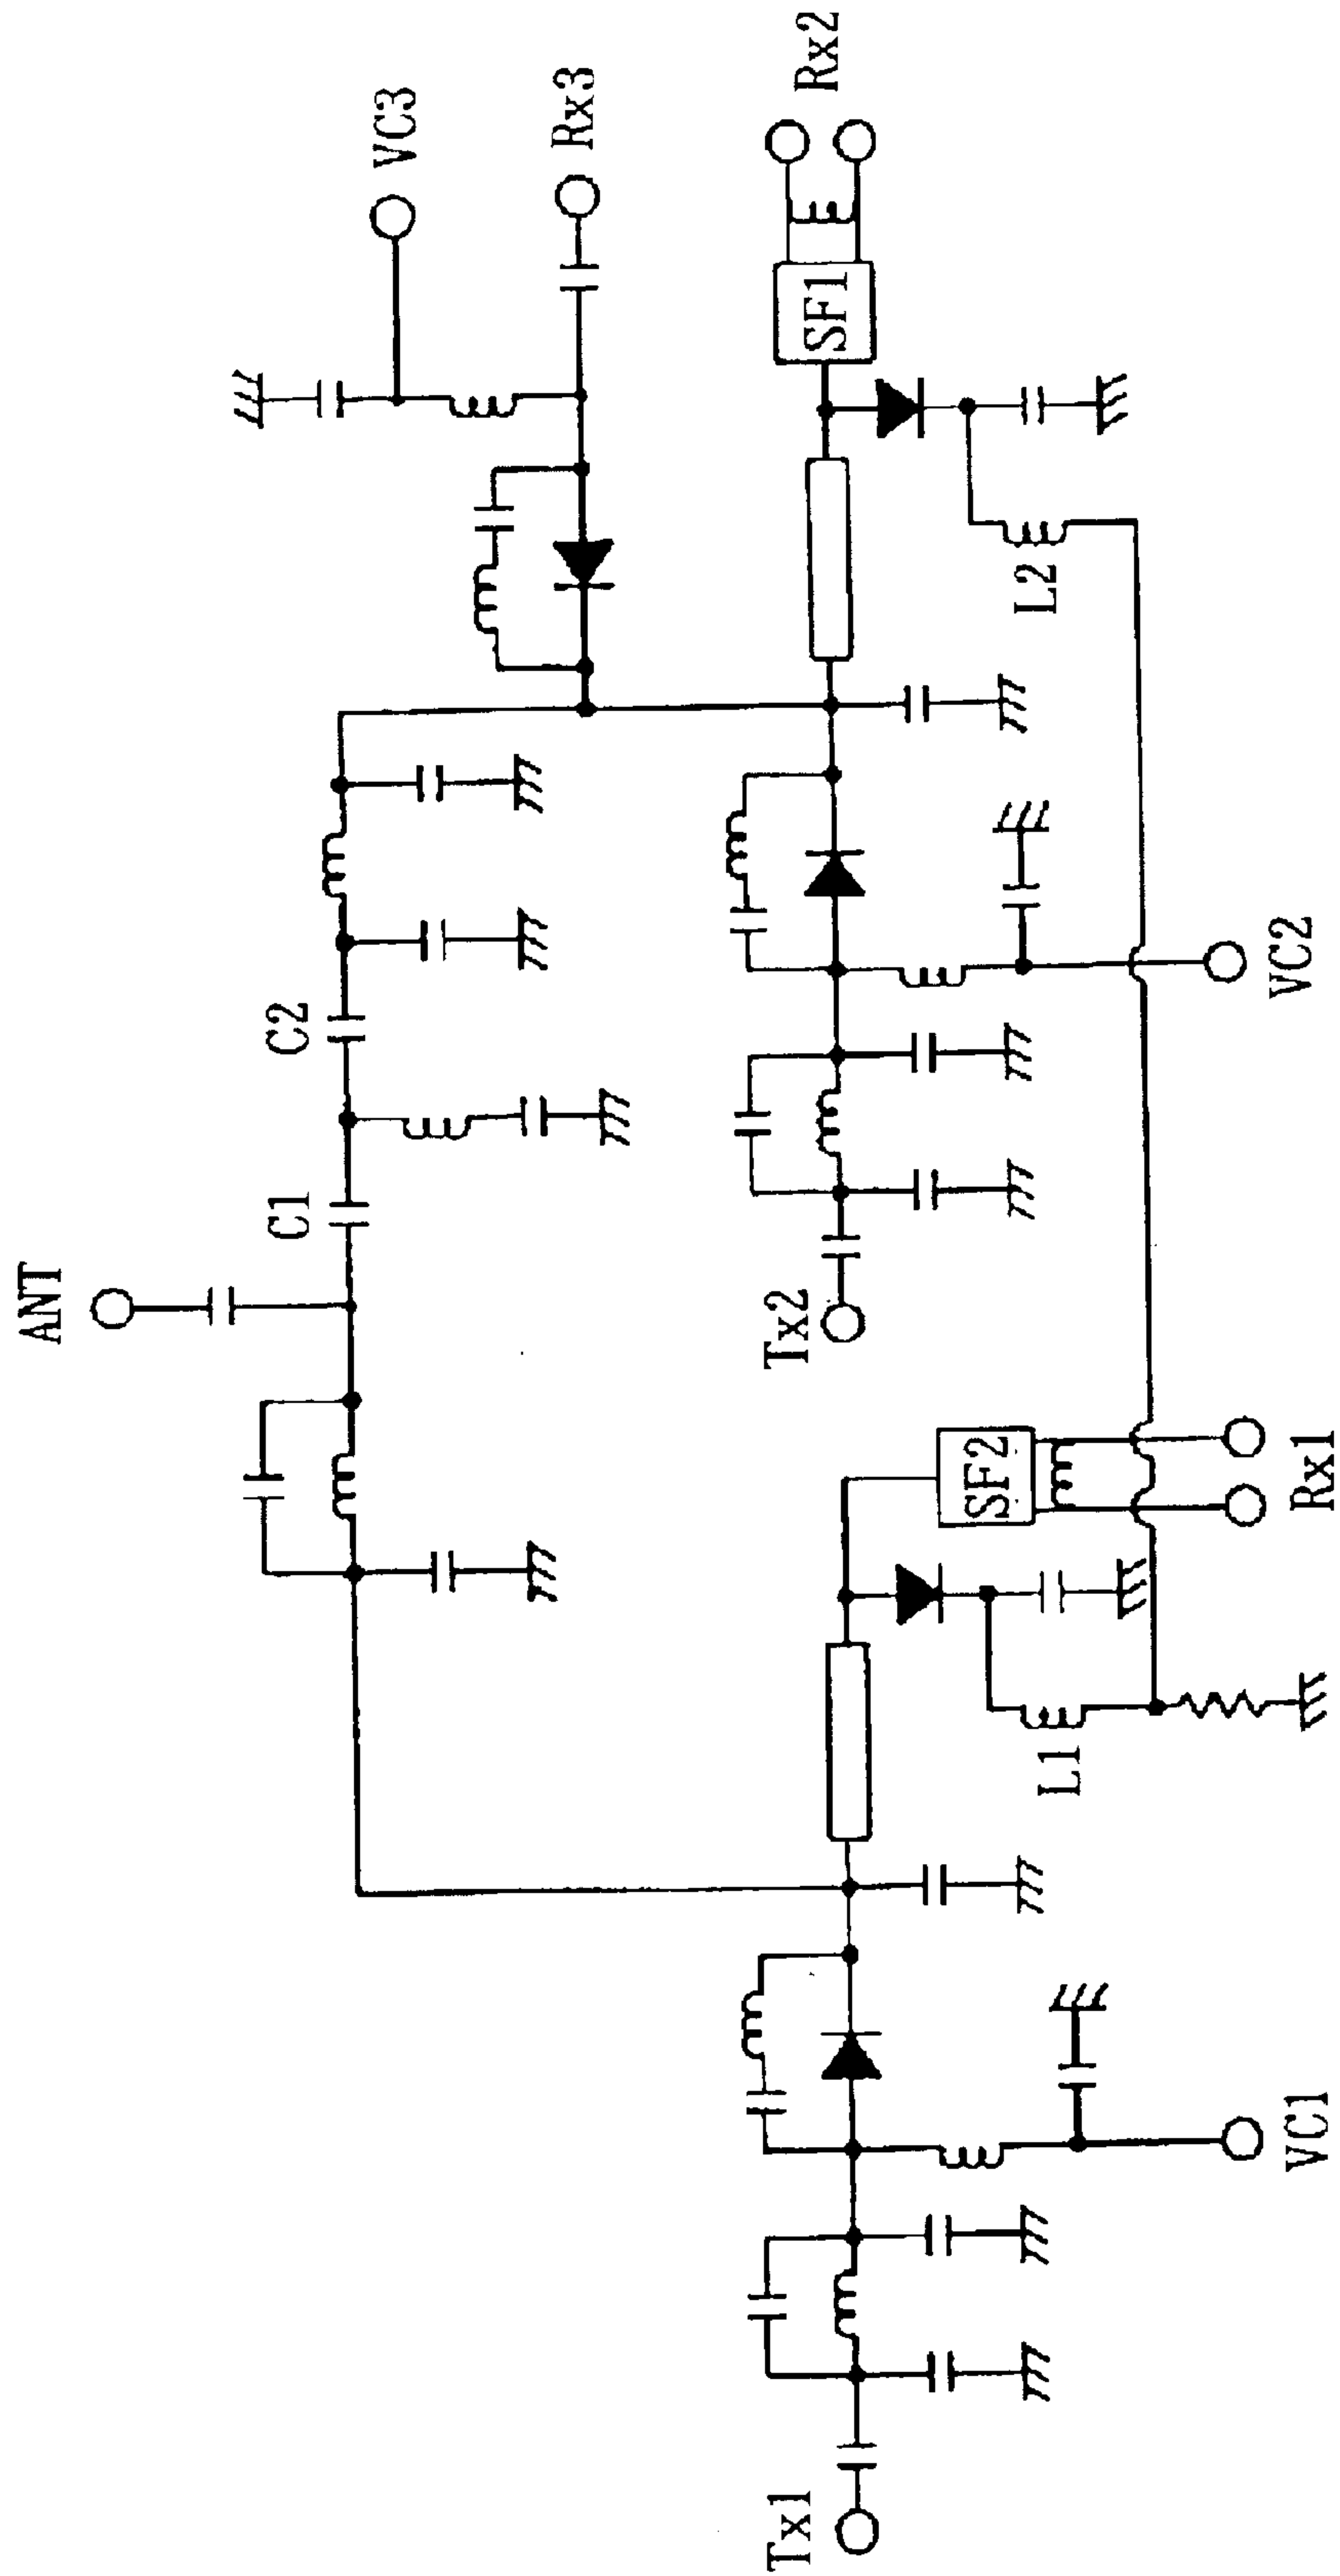 ANT
C1
C2
VC3
Rx3
Rx2
SF1
L2
Tx2
VC2
SF2
Rx1
L1
Tx1
VC1